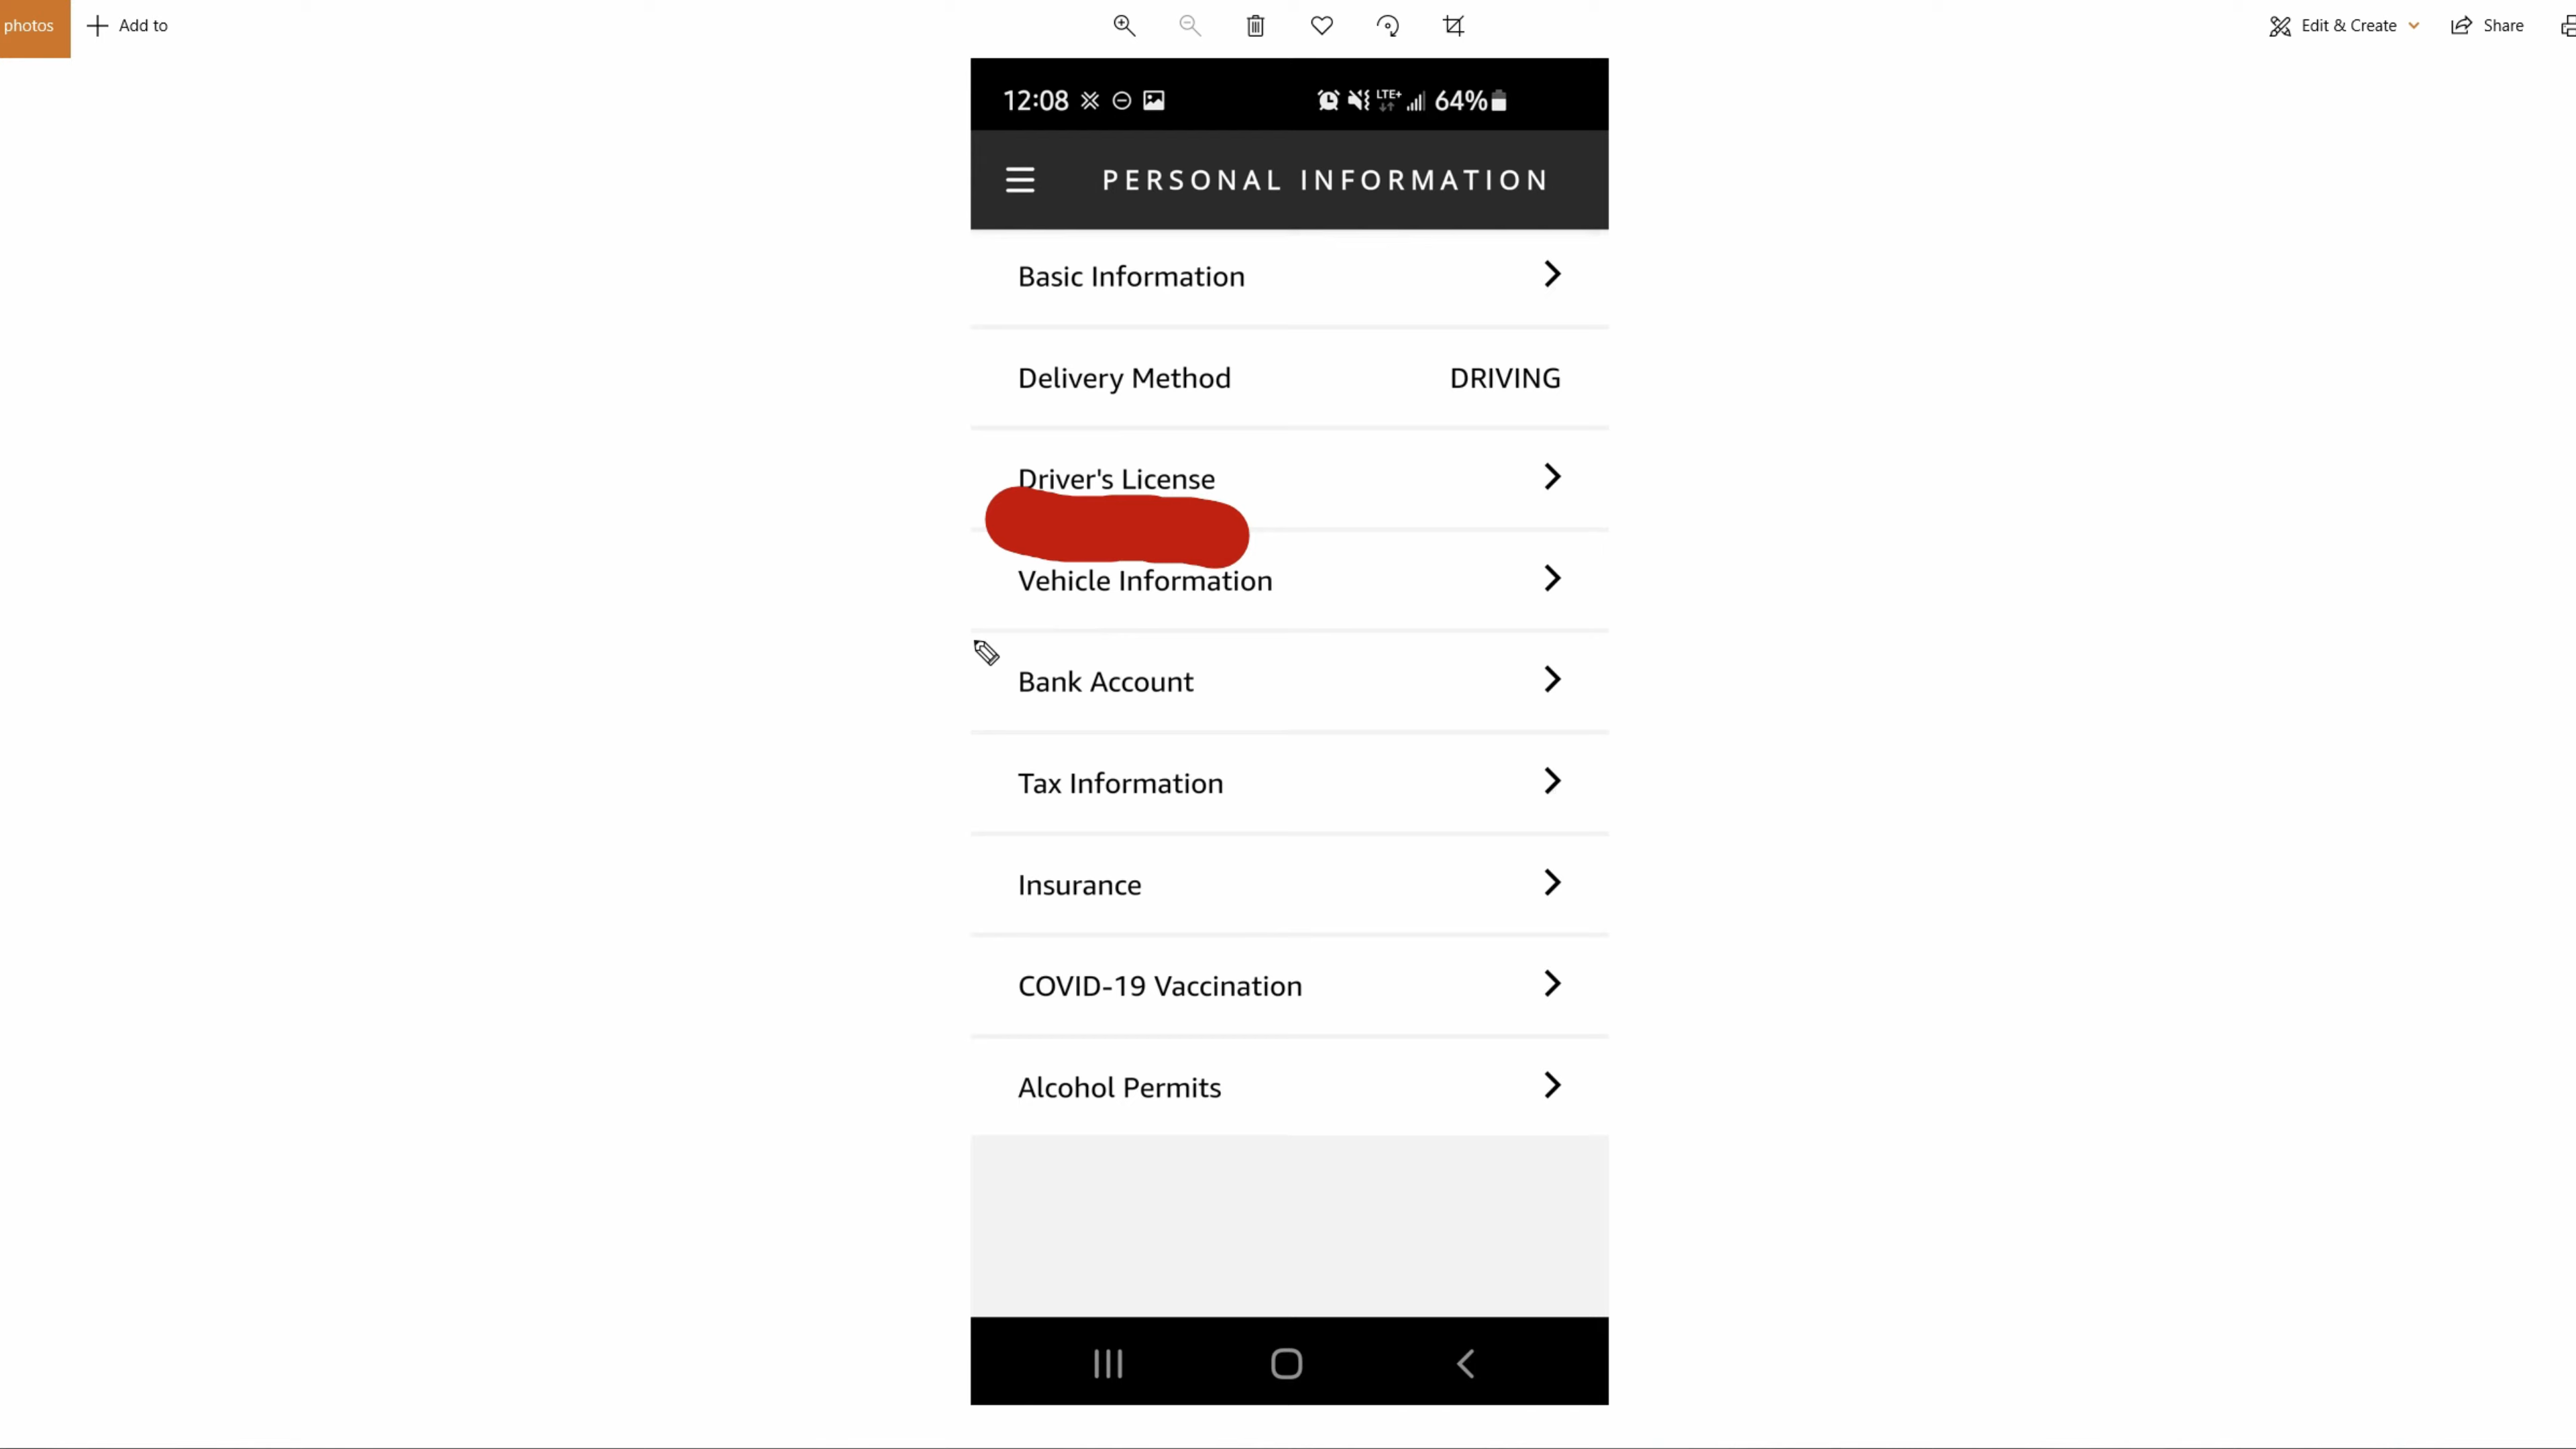 photos Add to Edit & Create Share
12:08 LTE+ 64%
PERSONAL INFORMATION
Basic Information
Delivery Method DRIVING
Driver's License
Vehicle Information
Bank Account
Tax Information
Insurance
COVID-19 Vaccination
Alcohol Permits